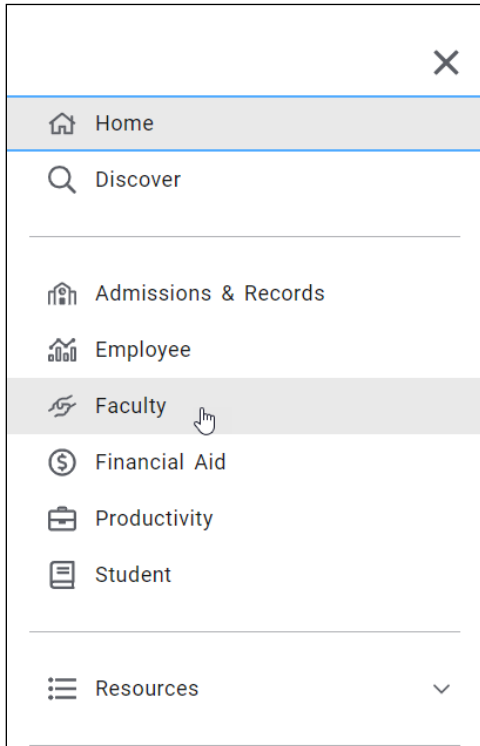 Home
Discover
Admissions & Records
Employee
Faculty
Financial Aid
Productivity
Student
Resources